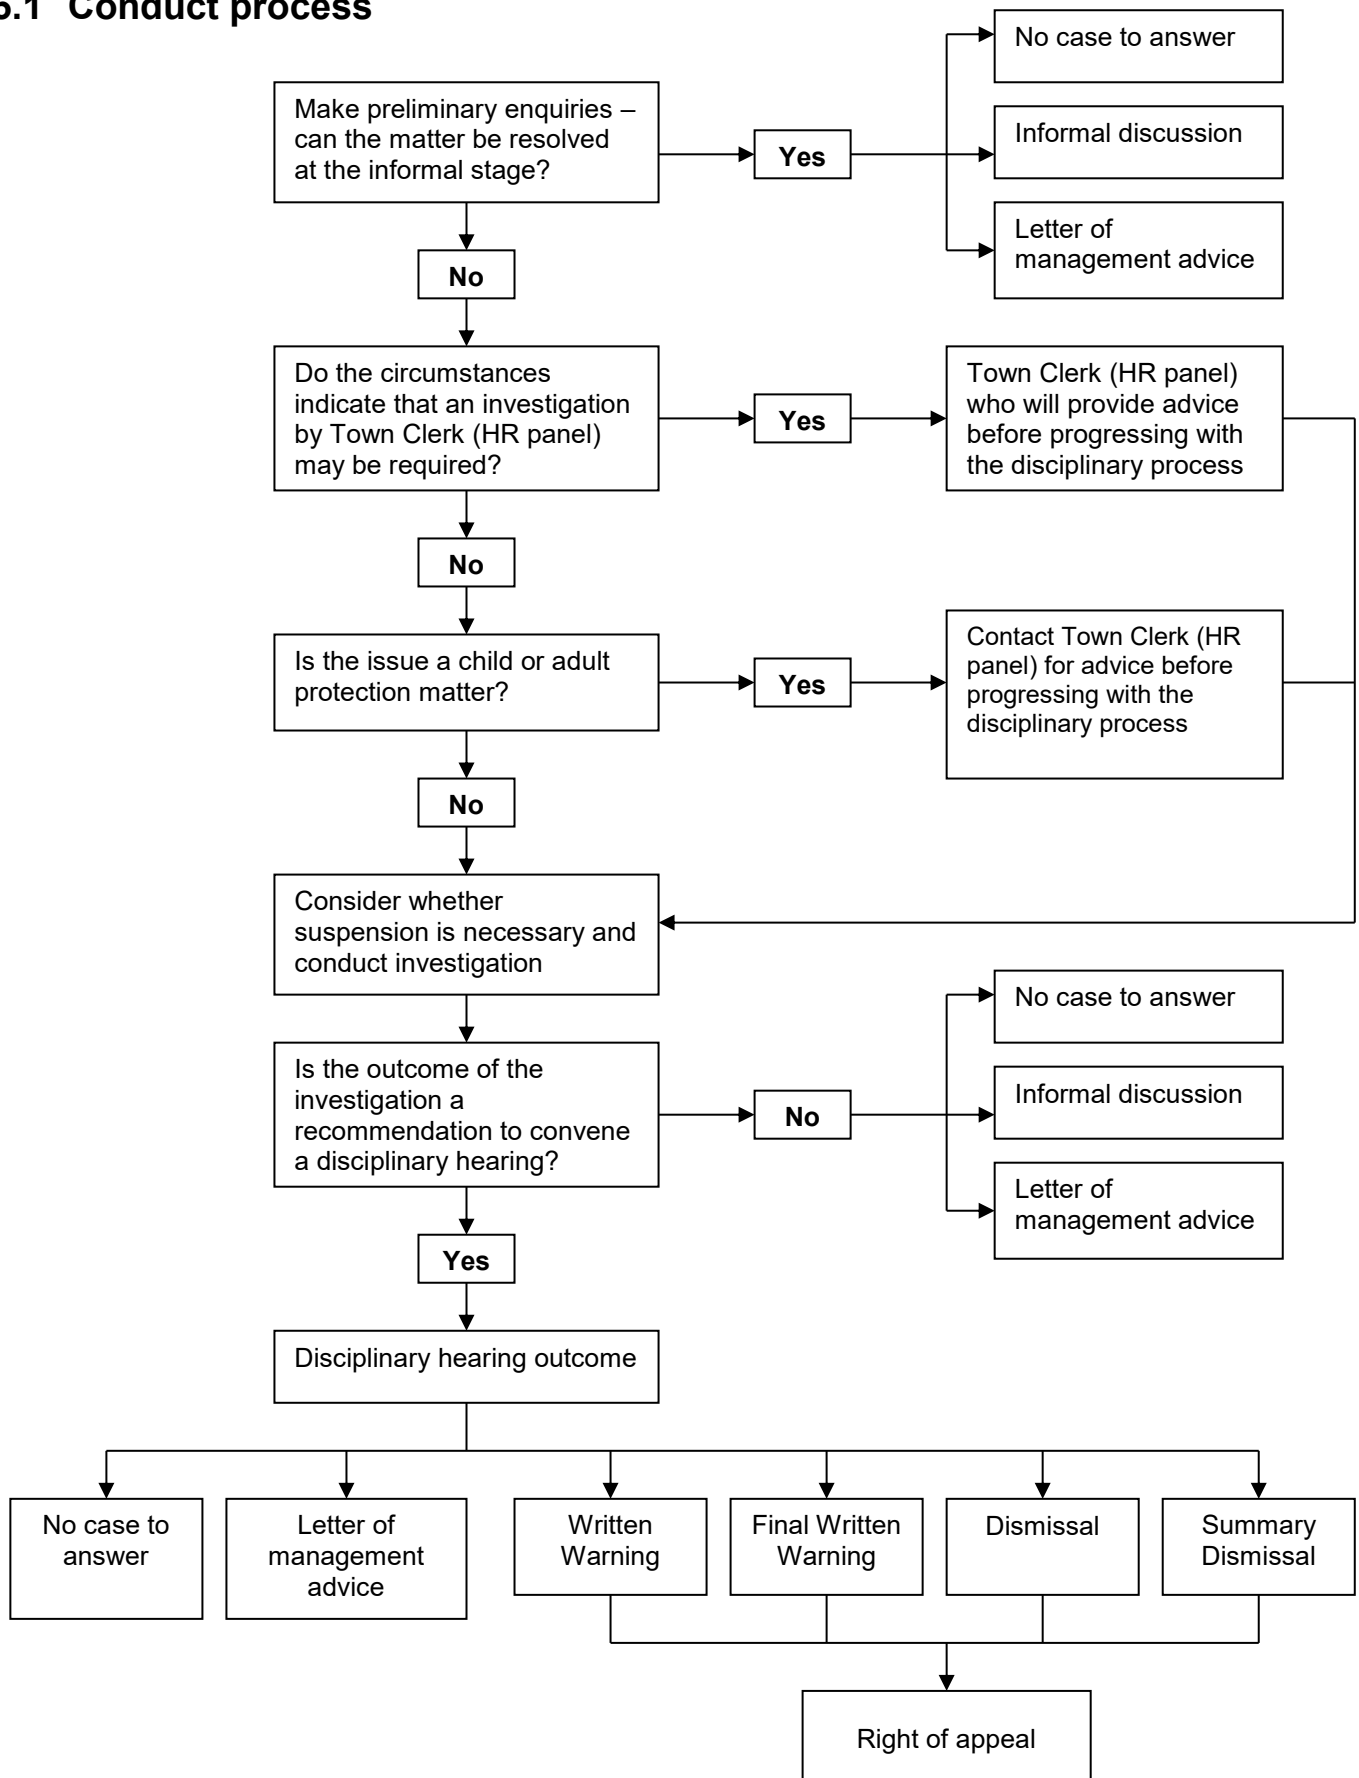 5.1 Conduct process
No case to answer
Make preliminary enquiries –
can the matter be resolved
at the informal stage?
Yes
Informal discussion
Letter of
management advice
No
Do the circumstances
indicate that an investigation
by Town Clerk (HR panel)
may be required?
Yes
Town Clerk (HR panel)
who will provide advice
before progressing with
the disciplinary process
No
Is the issue a child or adult
protection matter?
Yes
Contact Town Clerk (HR
panel) for advice before
progressing with the
disciplinary process
No
Consider whether
suspension is necessary and
conduct investigation
Is the outcome of the
investigation a
recommendation to convene
a disciplinary hearing?
No
No case to answer
Informal discussion
Letter of
management advice
Yes
Disciplinary hearing outcome
No case to
answer
Letter of
management
advice
Written
Warning
Final Written
Warning
Dismissal
Summary
Dismissal
Right of appeal